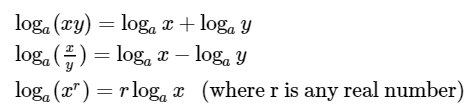 logₐ(xy) = logₐ x + logₐ y
logₐ(x/y) = logₐ x − logₐ y
logₐ(xʳ) = r logₐ x (where r is any real number)